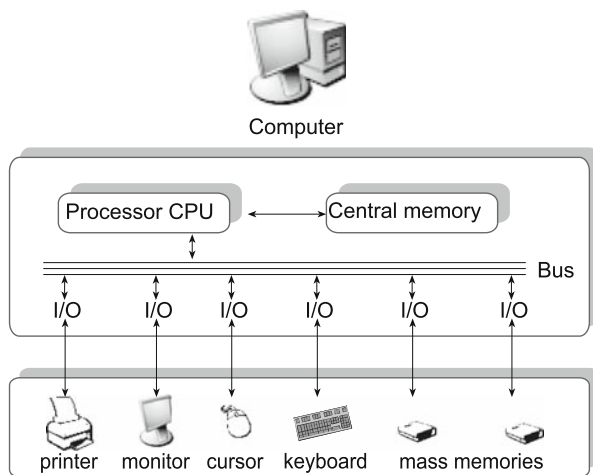 Computer
Processor CPU
Central memory
Bus
I/O I/O I/O I/O I/O I/O
printer monitor cursor keyboard mass memories